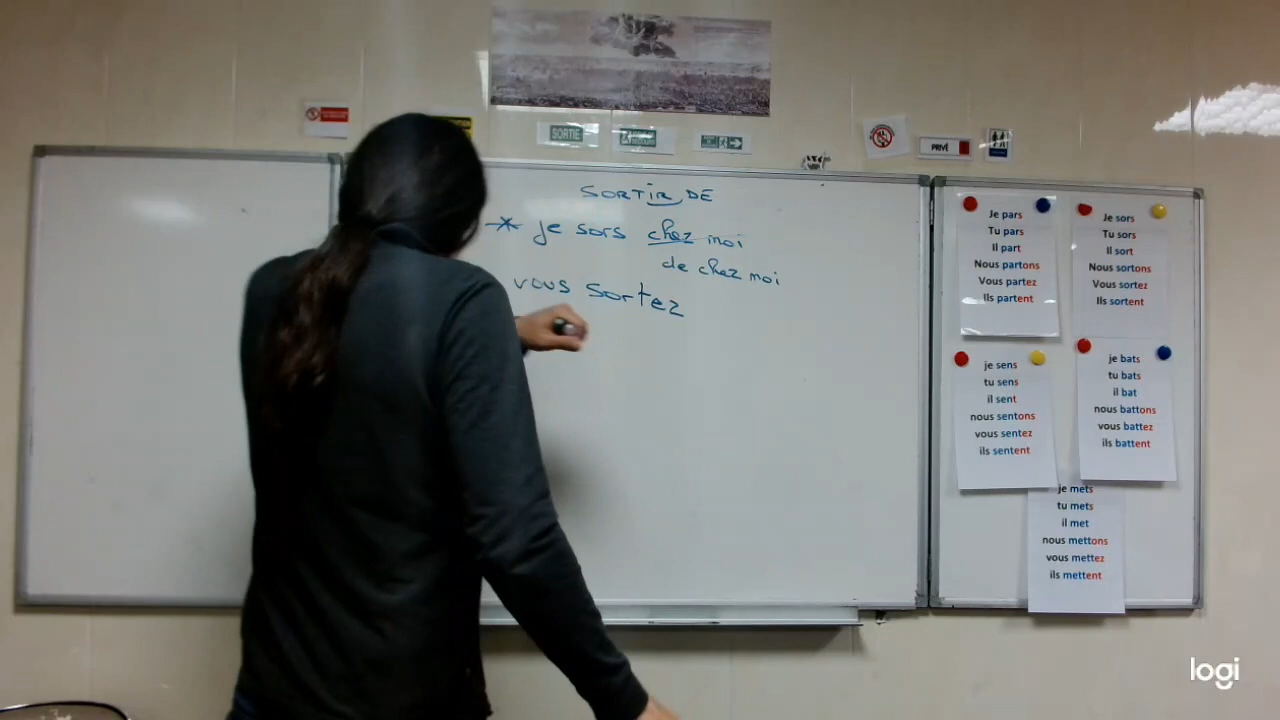 SORTIE
PRIVÉ
SORTIR DE
* je sors chez moi
de chez moi
vous sortez
Je pars
Tu pars
Il part
Nous partons
Vous partez
Ils partent
Je sors
Tu sors
Il sort
Nous sortons
Vous sortez
Ils sortent
je sens
tu sens
il sent
nous sentons
vous sentez
ils sentent
je bats
tu bats
il bat
nous battons
vous battez
ils battent
je mets
tu mets
il met
nous mettons
vous mettez
ils mettent
logi